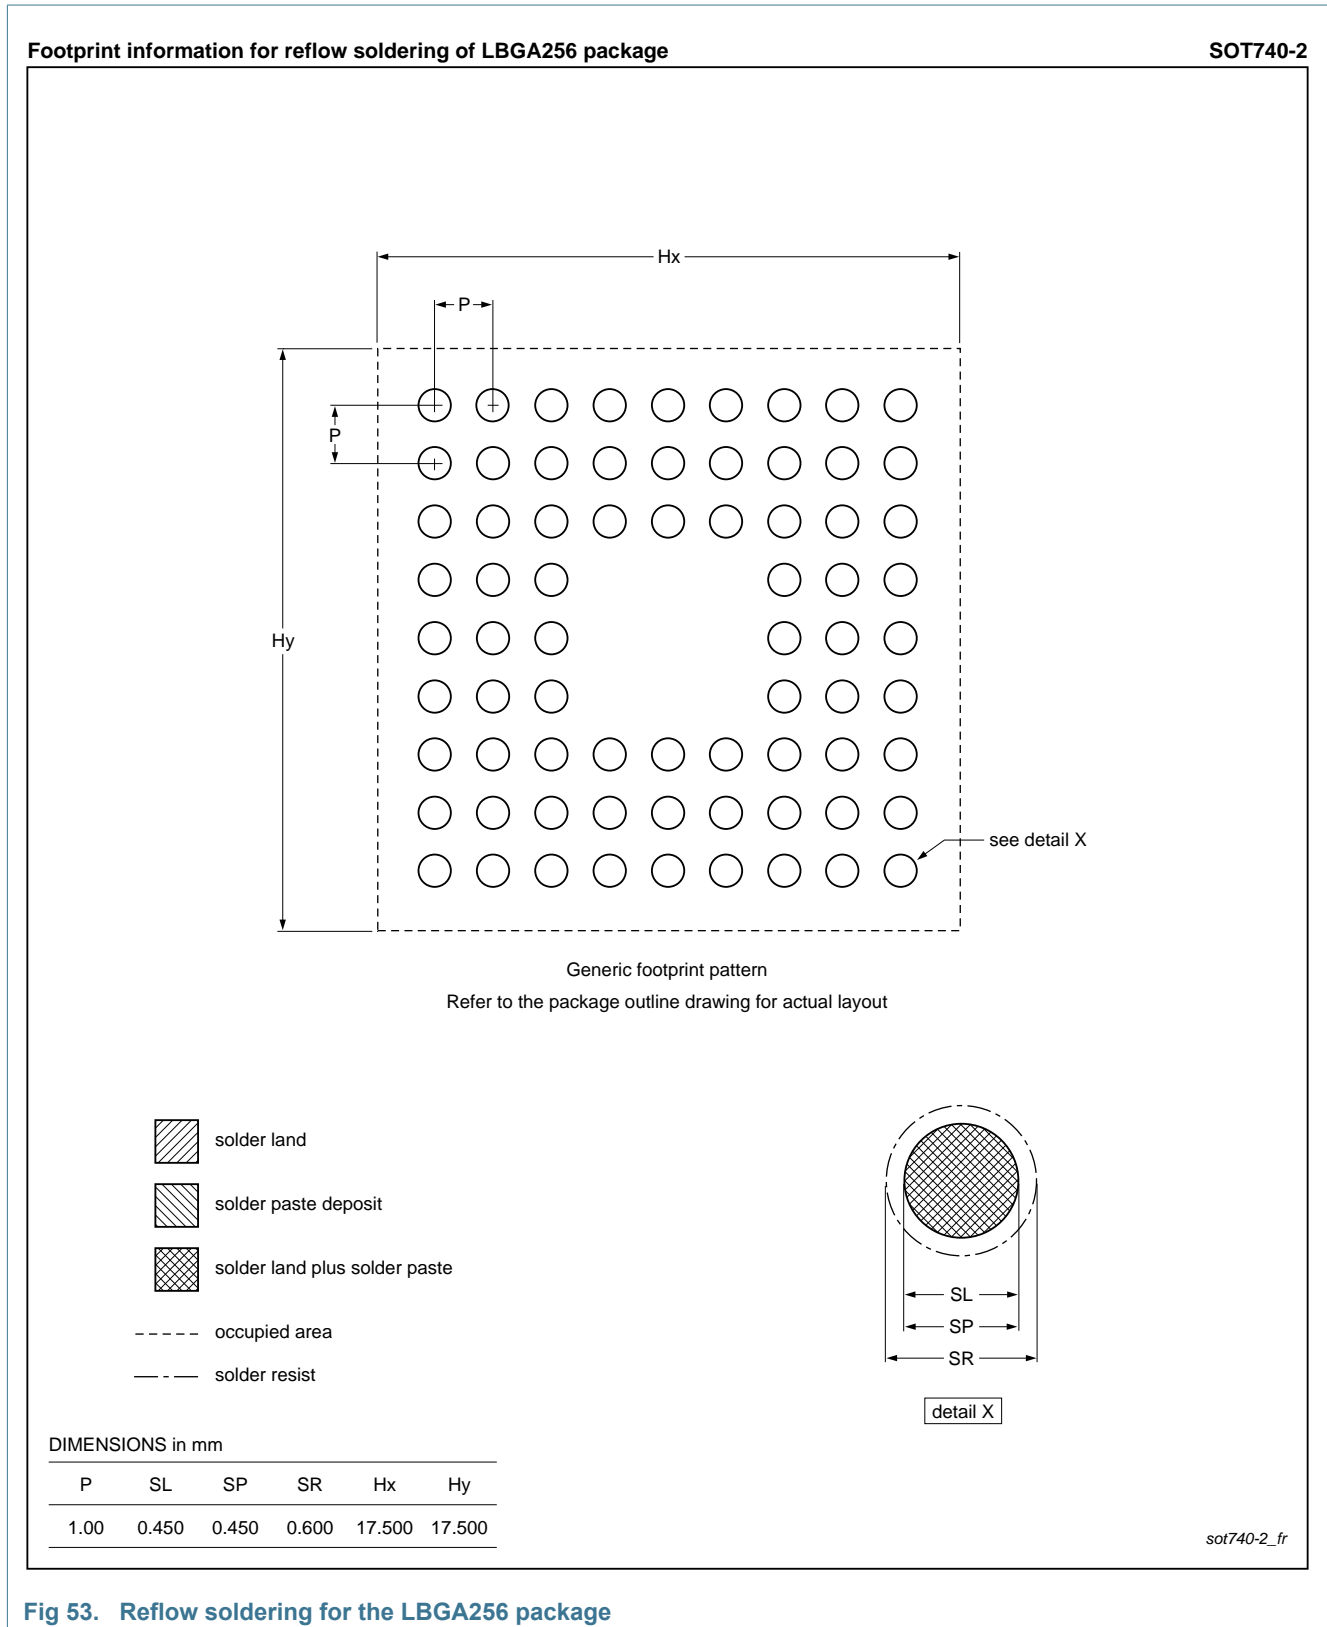 Footprint information for reflow soldering of LBGA256 package SOT740-2
Hx
P
P
Hy
see detail X
Generic footprint pattern
Refer to the package outline drawing for actual layout
solder land
solder paste deposit
solder land plus solder paste
occupied area
solder resist
SL
SP
SR
detail X
DIMENSIONS in mm
P SL SP SR Hx Hy
1.00 0.450 0.450 0.600 17.500 17.500
sot740-2_fr
Fig 53. Reflow soldering for the LBGA256 package